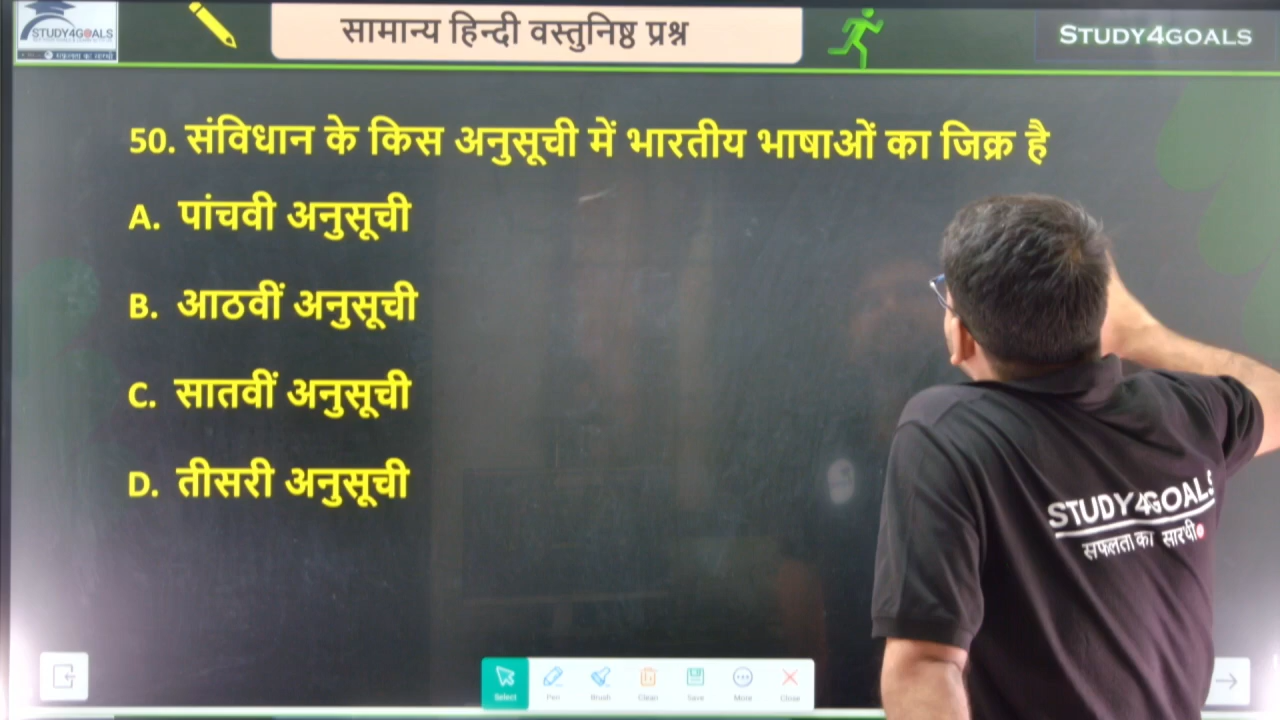 STUDY4GOALS
सामान्य हिन्दी वस्तुनिष्ठ प्रश्न
STUDY4GOALS
50. संविधान के किस अनुसूची में भारतीय भाषाओं का जिक्र है
A. पांचवी अनुसूची
B. आठवीं अनुसूची
C. सातवीं अनुसूची
D. तीसरी अनुसूची
STUDY4GOALS
सफलता का सारथी
Select Pen Brush Clean Save More Close